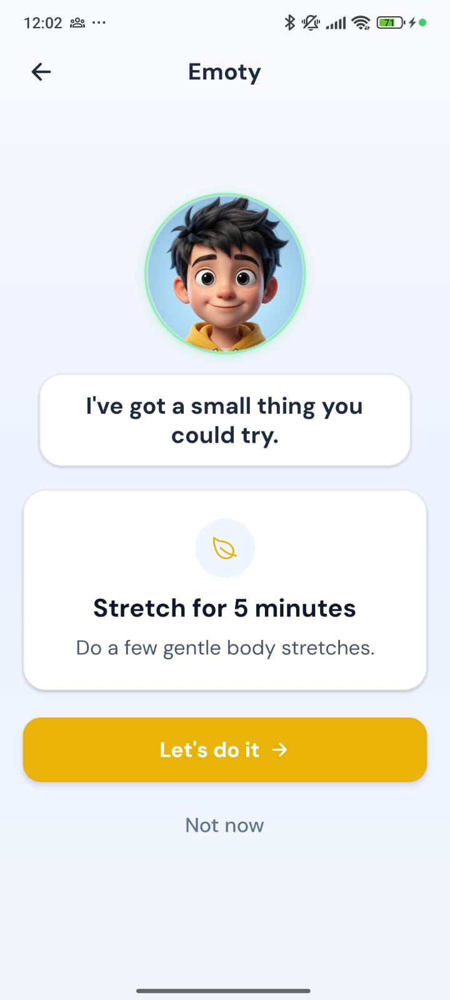 12:02
71
Emoty
I've got a small thing you
could try.
Stretch for 5 minutes
Do a few gentle body stretches.
Let's do it →
Not now